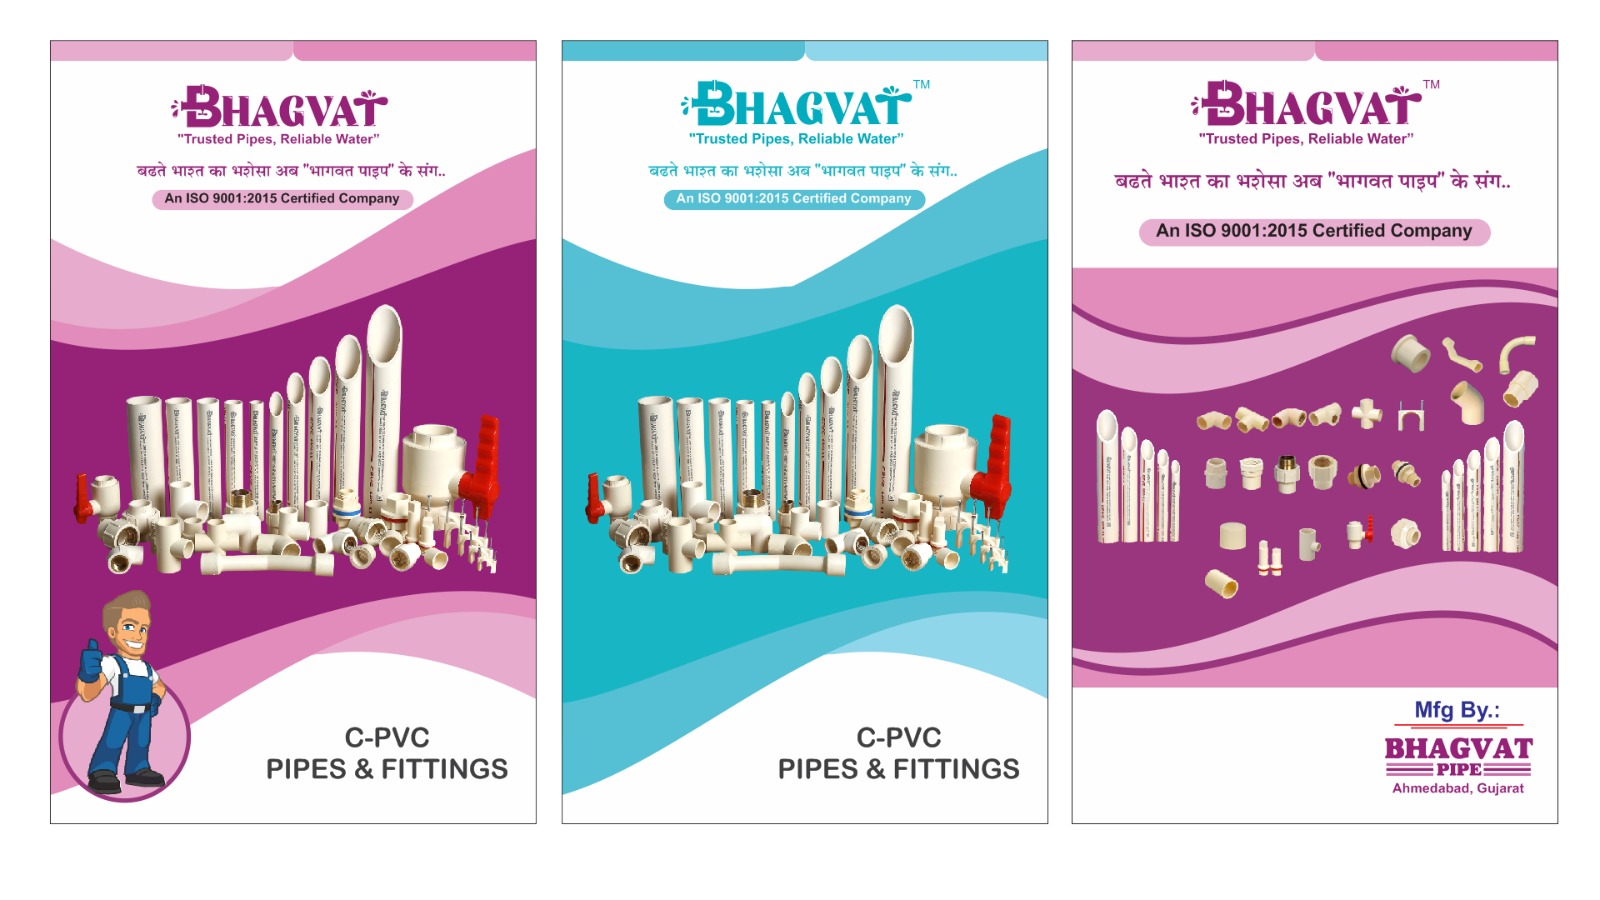 BHAGVAT
"Trusted Pipes, Reliable Water"
बढते भारत का भरोसा अब "भागवत पाइप" के संग..
An ISO 9001:2015 Certified Company
C-PVC
PIPES & FITTINGS
BHAGVAT TM
"Trusted Pipes, Reliable Water"
बढते भारत का भरोसा अब "भागवत पाइप" के संग..
An ISO 9001:2015 Certified Company
C-PVC
PIPES & FITTINGS
BHAGVAT TM
"Trusted Pipes, Reliable Water"
बढते भारत का भरोसा अब "भागवत पाइप" के संग..
An ISO 9001:2015 Certified Company
Mfg By.:
BHAGVAT
PIPE
Ahmedabad, Gujarat